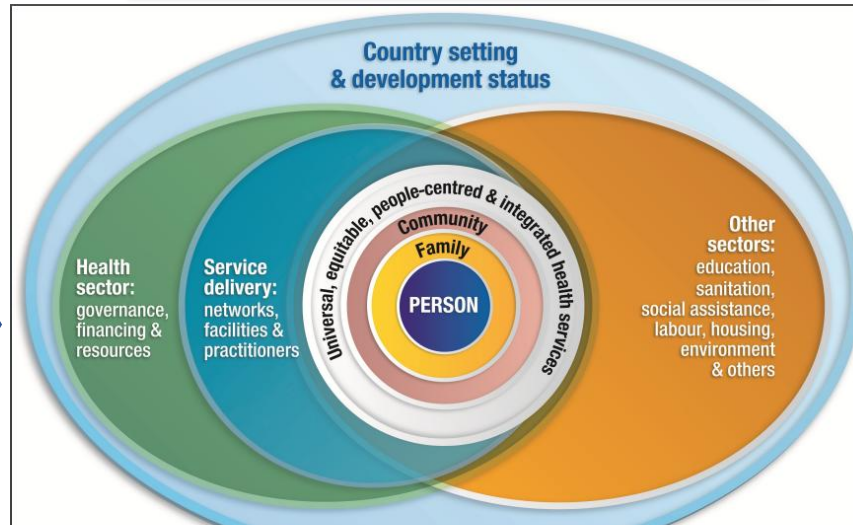 Country setting
& development status
Health
sector:
governance,
financing &
resources
Service
delivery:
networks,
facilities &
practitioners
Universal, equitable, people-centred & integrated health services
Community
Family
PERSON
Other
sectors:
education,
sanitation,
social assistance,
labour, housing,
environment
& others